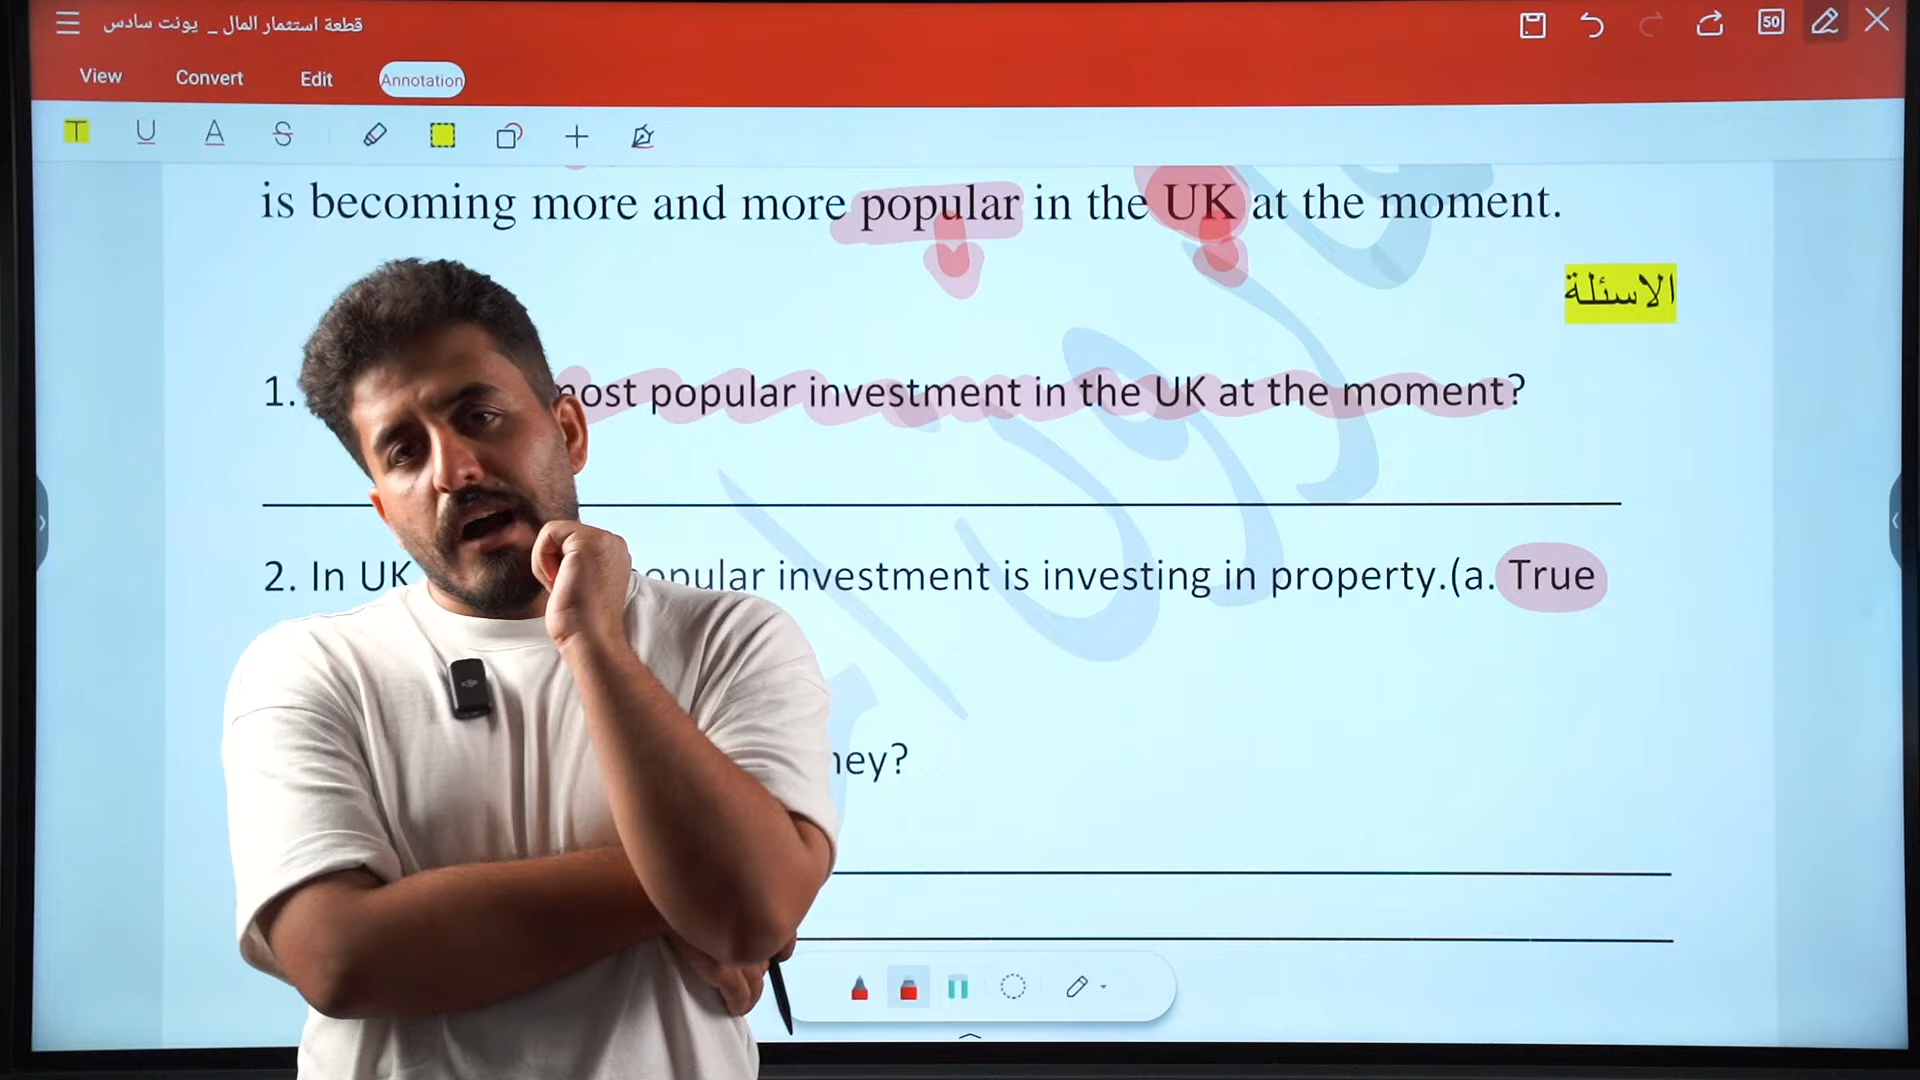 قطعة استثمار المال _ يونت سادس
50
View Convert Edit Annotation
T U A S
is becoming more and more popular in the UK at the moment.
الاسئلة
1. most popular investment in the UK at the moment?
2. In UK popular investment is investing in property.(a. True